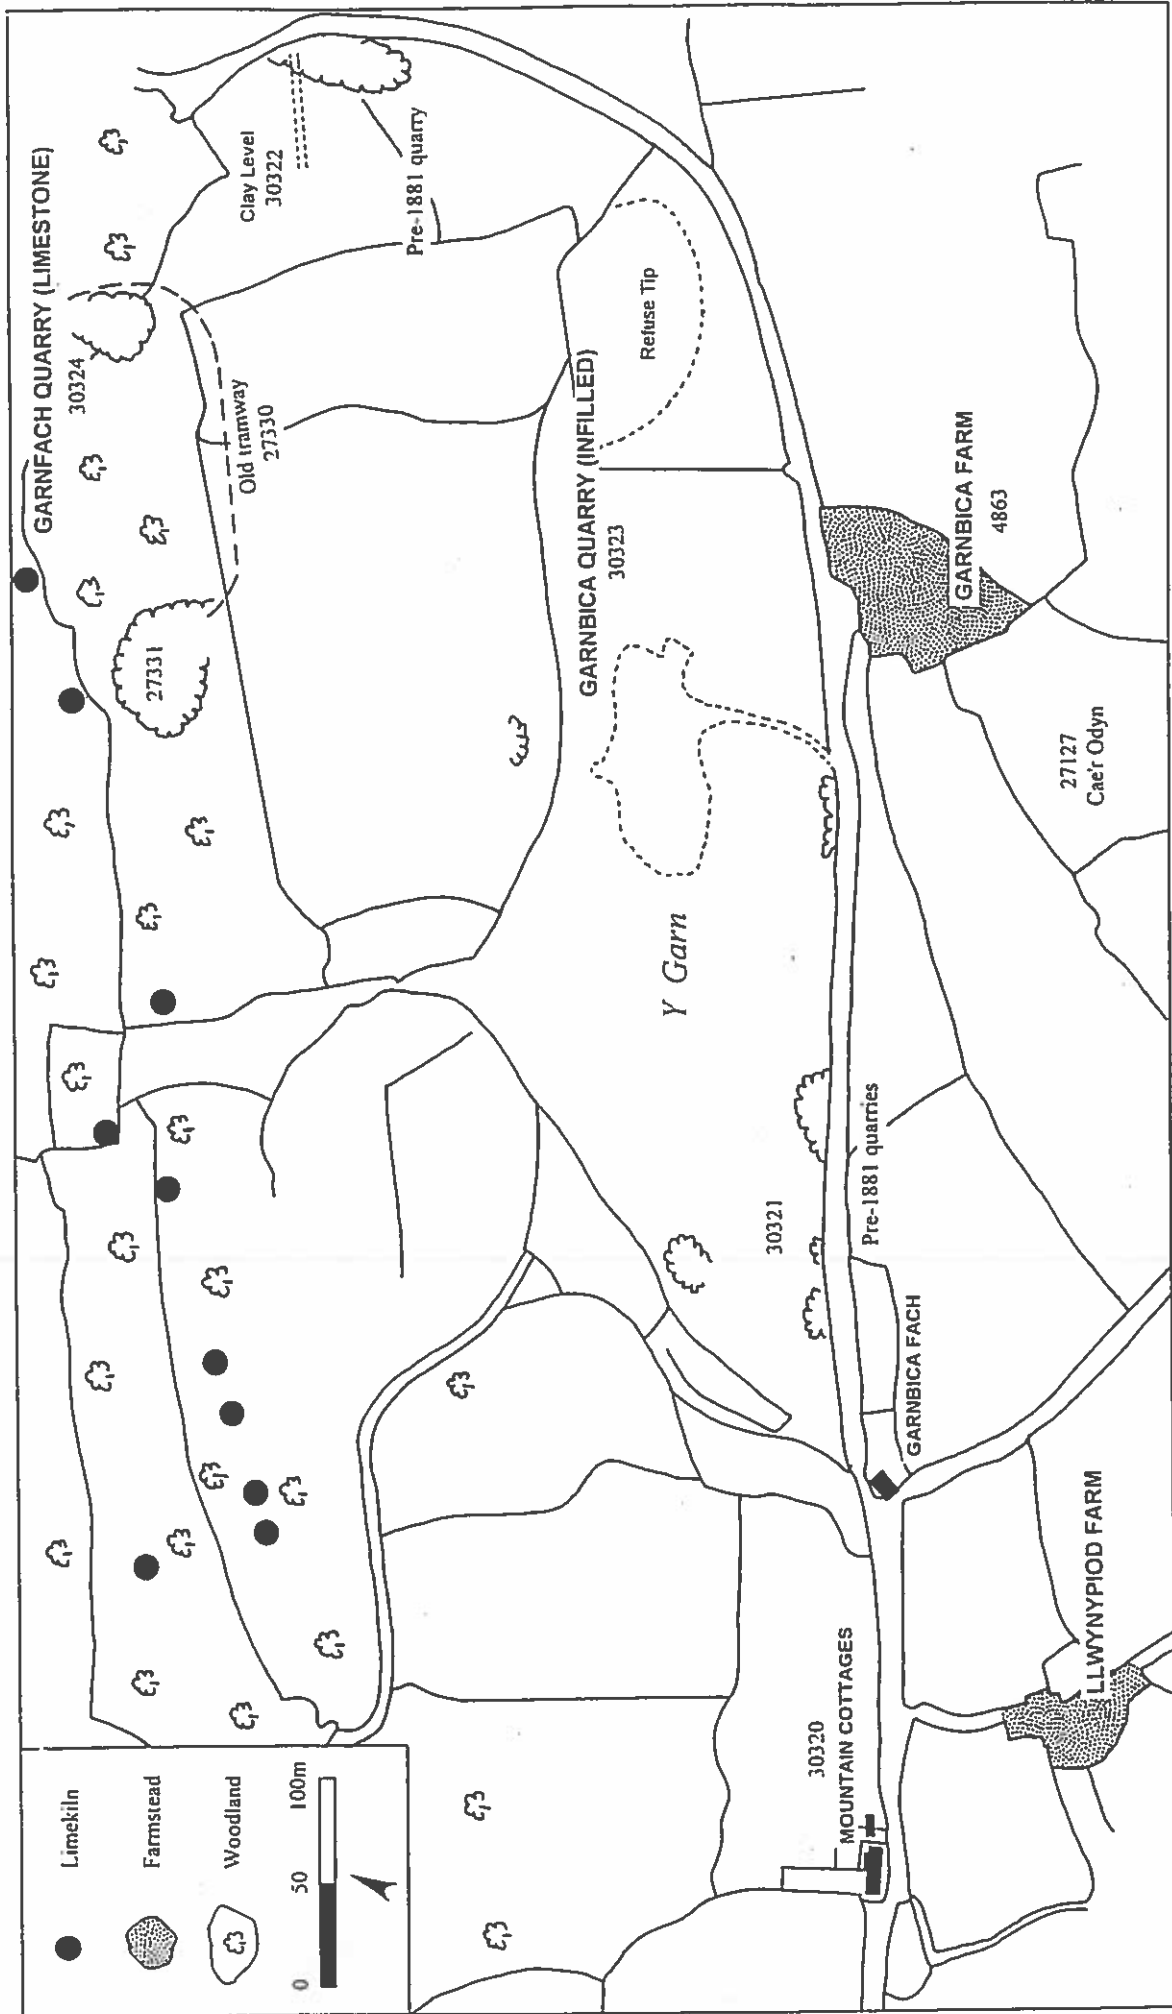 GARNFACH QUARRY (LIMESTONE)
30324
Clay Level
30322
Pre-1881 quarry
Old tramway
27330
27331
GARNBICA QUARRY (INFILLED)
30323
Refuse Tip
Y Garn
GARNBICA FARM
4863
27127
Cae'r Odyn
30321
Pre-1881 quarries
GARNBICA FACH
30320
MOUNTAIN COTTAGES
LLWYNYPIOD FARM
Limekiln
Farmstead
Woodland
0
50
100m